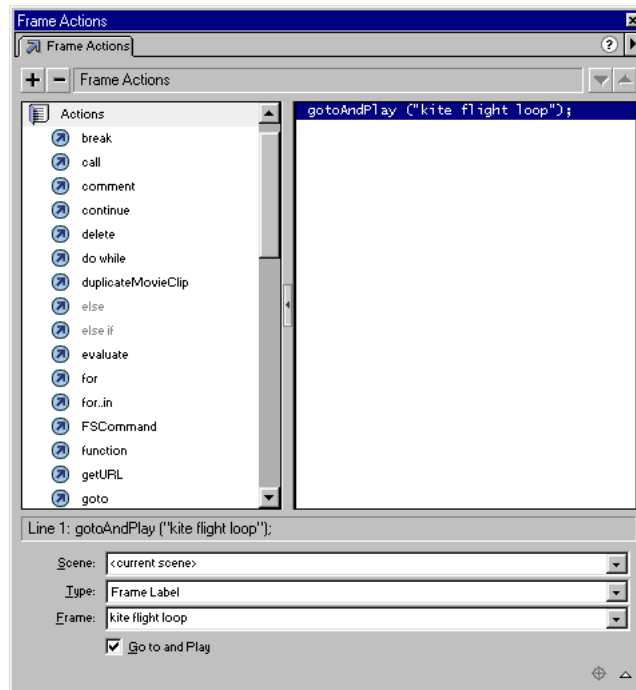 Frame Actions
Frame Actions
Frame Actions
Actions
break
call
comment
continue
delete
do while
duplicateMovieClip
else
else if
evaluate
for
for..in
FSCommand
function
getURL
goto
gotoAndPlay ("kite flight loop");
Line 1: gotoAndPlay ("kite flight loop");
Scene: <current scene>
Type: Frame Label
Frame: kite flight loop
Go to and Play